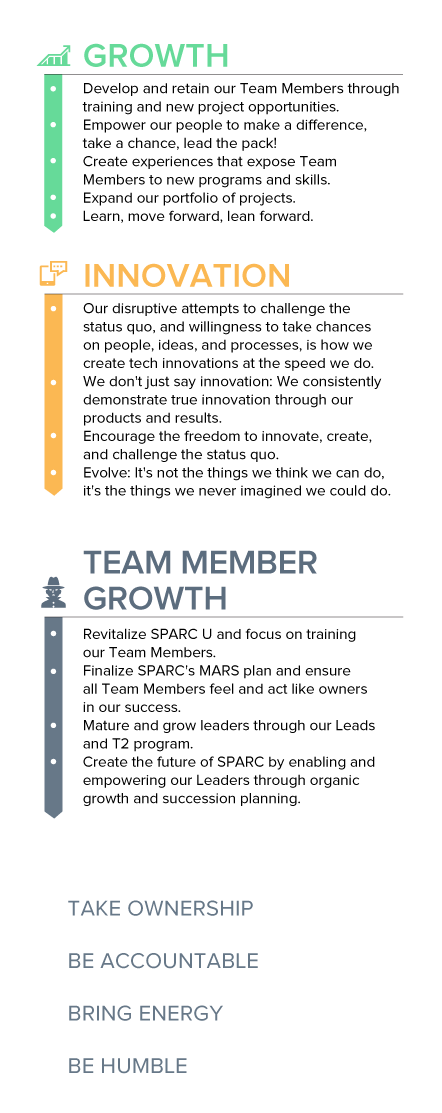 GROWTH
Develop and retain our Team Members through
training and new project opportunities.
Empower our people to make a difference,
take a chance, lead the pack!
Create experiences that expose Team
Members to new programs and skills.
Expand our portfolio of projects.
Learn, move forward, lean forward.
INNOVATION
Our disruptive attempts to challenge the
status quo, and willingness to take chances
on people, ideas, and processes, is how we
create tech innovations at the speed we do.
We don't just say innovation: We consistently
demonstrate true innovation through our
products and results.
Encourage the freedom to innovate, create,
and challenge the status quo.
Evolve: It's not the things we think we can do,
it's the things we never imagined we could do.
TEAM MEMBER
GROWTH
Revitalize SPARC U and focus on training
our Team Members.
Finalize SPARC's MARS plan and ensure
all Team Members feel and act like owners
in our success.
Mature and grow leaders through our Leads
and T2 program.
Create the future of SPARC by enabling and
empowering our Leaders through organic
growth and succession planning.
TAKE OWNERSHIP
BE ACCOUNTABLE
BRING ENERGY
BE HUMBLE